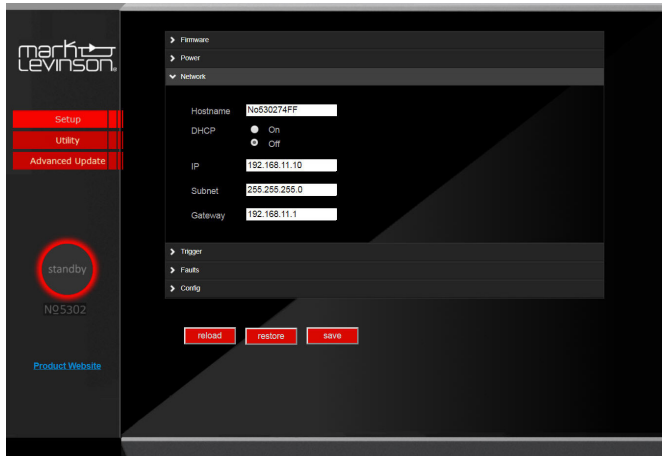 mark
Levinson®
Setup
Utility
Advanced Update
standby
№5302
Product Website
Firmware
Power
Network
Hostname No530274FF
DHCP On
Off
IP 192.168.11.10
Subnet 255.255.255.0
Gateway 192.168.11.1
Trigger
Faults
Config
reload restore save